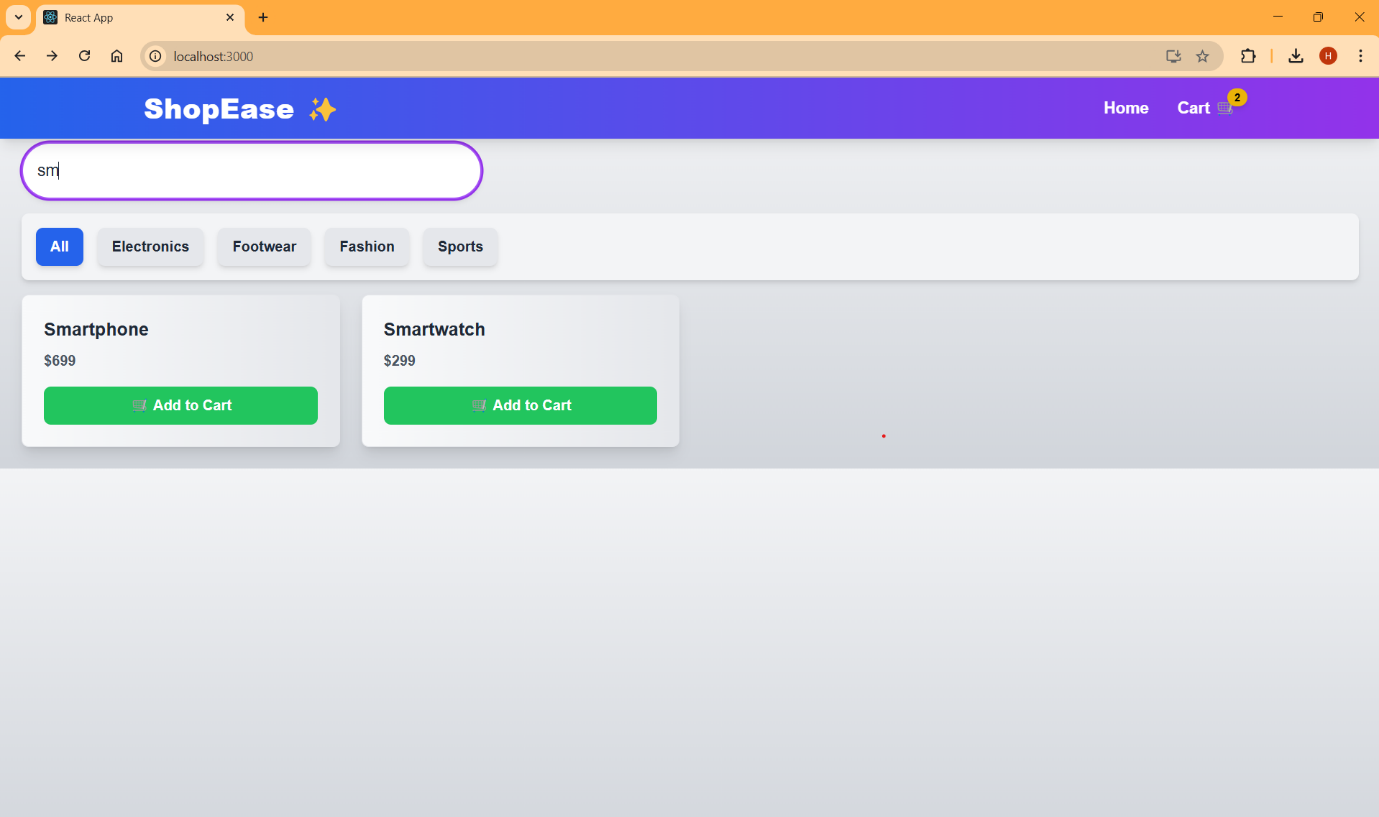 React App
localhost:3000
H
ShopEase ✨
Home Cart 🛒 2
sm
All Electronics Footwear Fashion Sports
Smartphone
$699
🛒 Add to Cart
Smartwatch
$299
🛒 Add to Cart